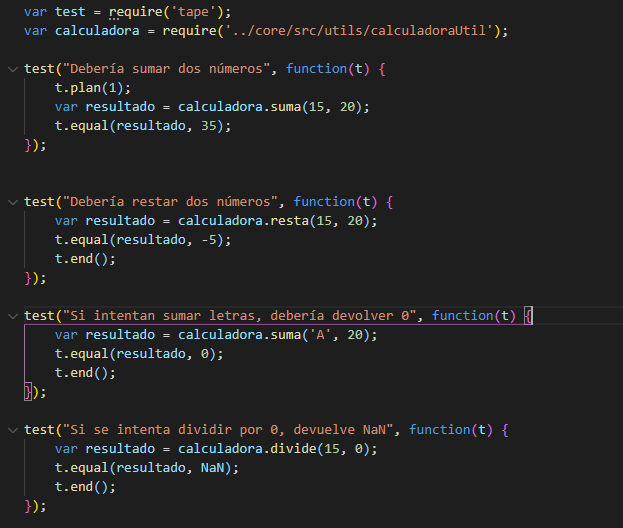 var test = require('tape');
var calculadora = require('../core/src/utils/calculadoraUtil');
test("Debería sumar dos números", function(t) {
    t.plan(1);
    var resultado = calculadora.suma(15, 20);
    t.equal(resultado, 35);
});
test("Debería restar dos números", function(t) {
    var resultado = calculadora.resta(15, 20);
    t.equal(resultado, -5);
    t.end();
});
test("Si intentan sumar letras, debería devolver 0", function(t) {
    var resultado = calculadora.suma('A', 20);
    t.equal(resultado, 0);
    t.end();
});
test("Si se intenta dividir por 0, devuelve NaN", function(t) {
    var resultado = calculadora.divide(15, 0);
    t.equal(resultado, NaN);
    t.end();
});